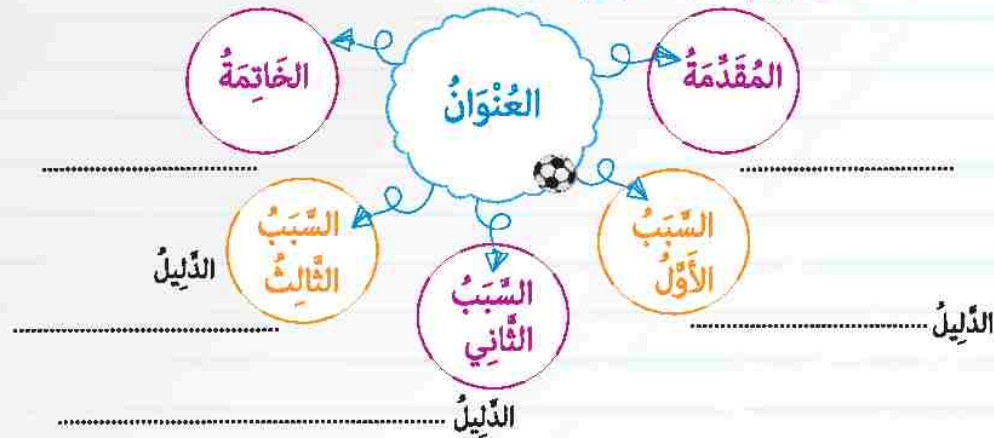 المُقَدِّمَةُ
العُنْوَانُ
الخَاتِمَةُ
السَّبَبُ
الأَوَّلُ
الدَّلِيلُ
السَّبَبُ
الثَّانِي
الدَّلِيلُ
السَّبَبُ
الثَّالِثُ
الدَّلِيلُ